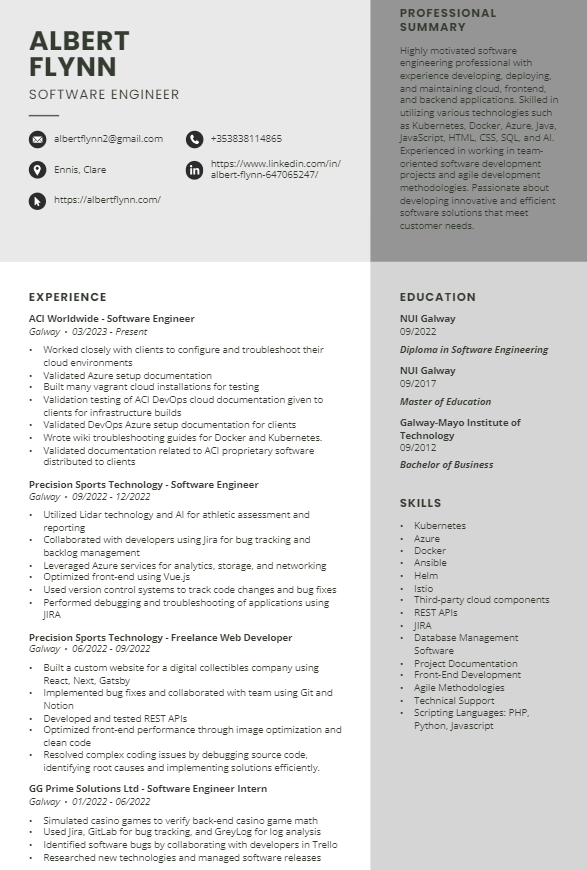 ALBERT
FLYNN
SOFTWARE ENGINEER
albertflynn2@gmail.com
+353838114865
Ennis, Clare
https://www.linkedin.com/in/
albert-flynn-647065247/
https://albertflynn.com/
PROFESSIONAL
SUMMARY
Highly motivated software
engineering professional with
experience developing, deploying,
and maintaining cloud, frontend,
and backend applications. Skilled in
utilizing various technologies such
as Kubernetes, Docker, Azure, Java,
JavaScript, HTML, CSS, SQL, and AI.
Experienced in working in team-
oriented software development
projects and agile development
methodologies. Passionate about
developing innovative and efficient
software solutions that meet
customer needs.
EXPERIENCE
ACI Worldwide - Software Engineer
Galway • 03/2023 - Present
• Worked closely with clients to configure and troubleshoot their
cloud environments
• Validated Azure setup documentation
• Built many vagrant cloud installations for testing
• Validation testing of ACI DevOps cloud documentation given to
clients for infrastructure builds
• Validated DevOps Azure setup documentation for clients
• Wrote wiki troubleshooting guides for Docker and Kubernetes.
• Validated documentation related to ACI proprietary software
distributed to clients
Precision Sports Technology - Software Engineer
Galway • 09/2022 - 12/2022
• Utilized Lidar technology and AI for athletic assessment and
reporting
• Collaborated with developers using Jira for bug tracking and
backlog management
• Leveraged Azure services for analytics, storage, and networking
• Optimized front-end using Vue.js
• Used version control systems to track code changes and bug fixes
• Performed debugging and troubleshooting of applications using
JIRA
Precision Sports Technology - Freelance Web Developer
Galway • 06/2022 - 09/2022
• Built a custom website for a digital collectibles company using
React, Next, Gatsby
• Implemented bug fixes and collaborated with team using Git and
Notion
• Developed and tested REST APIs
• Optimized front-end performance through image optimization and
clean code
• Resolved complex coding issues by debugging source code,
identifying root causes and implementing solutions efficiently.
GG Prime Solutions Ltd - Software Engineer Intern
Galway • 01/2022 - 06/2022
• Simulated casino games to verify back-end casino game math
• Used Jira, GitLab for bug tracking, and GreyLog for log analysis
• Identified software bugs by collaborating with developers in Trello
• Researched new technologies and managed software releases
EDUCATION
NUI Galway
09/2022
Diploma in Software Engineering
NUI Galway
09/2017
Master of Education
Galway-Mayo Institute of
Technology
09/2012
Bachelor of Business
SKILLS
• Kubernetes
• Azure
• Docker
• Ansible
• Helm
• Istio
• Third-party cloud components
• REST APIs
• JIRA
• Database Management
Software
• Project Documentation
• Front-End Development
• Agile Methodologies
• Technical Support
• Scripting Languages: PHP,
Python, Javascript